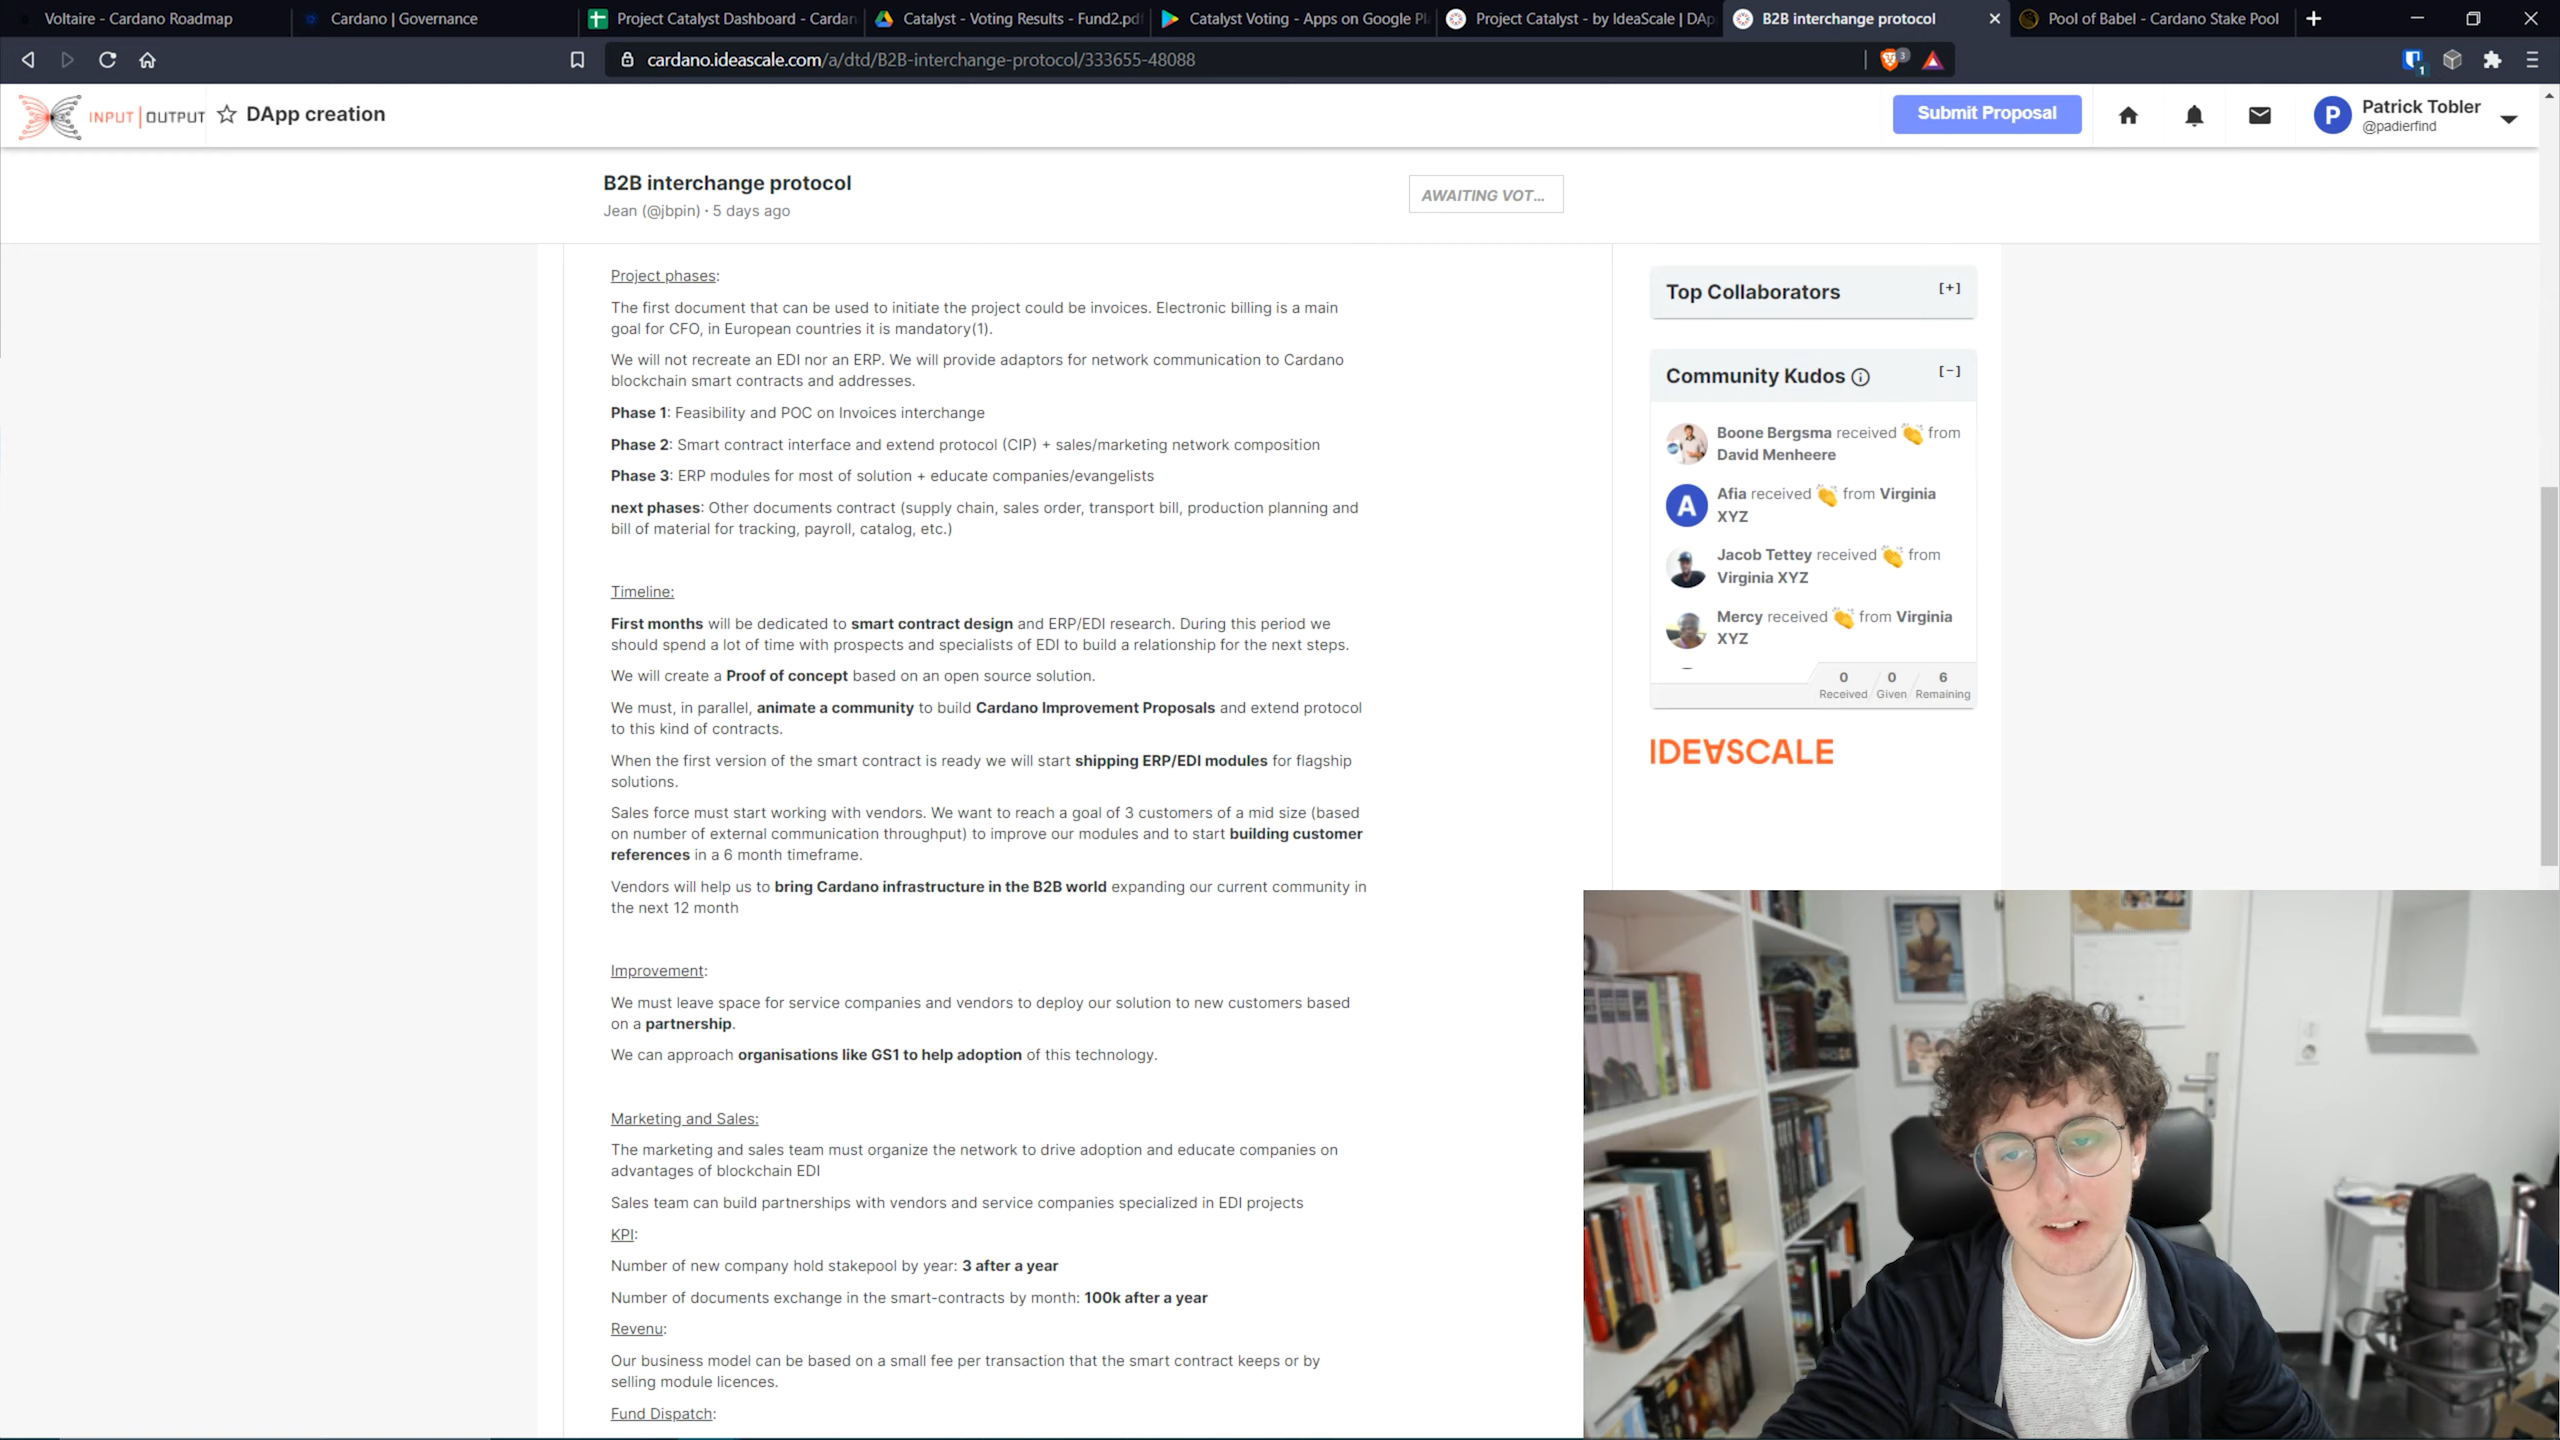 Voltaire - Cardano Roadmap
Cardano | Governance
Project Catalyst Dashboard - Cardan
Catalyst - Voting Results - Fund2.pdf
Catalyst Voting - Apps on Google Pl
Project Catalyst - by IdeaScale | DAp
B2B interchange protocol
Pool of Babel - Cardano Stake Pool
cardano.ideascale.com/a/dtd/B2B-interchange-protocol/333655-48088
3
1
INPUT | OUTPUT
DApp creation
Submit Proposal
P
Patrick Tobler
@padierfind
B2B interchange protocol
Jean (@jbpin) • 5 days ago
AWAITING VOT...
Project phases:
The first document that can be used to initiate the project could be invoices. Electronic billing is a main
goal for CFO, in European countries it is mandatory(1).
We will not recreate an EDI nor an ERP. We will provide adaptors for network communication to Cardano
blockchain smart contracts and addresses.
Phase 1: Feasibility and POC on Invoices interchange
Phase 2: Smart contract interface and extend protocol (CIP) + sales/marketing network composition
Phase 3: ERP modules for most of solution + educate companies/evangelists
next phases: Other documents contract (supply chain, sales order, transport bill, production planning and
bill of material for tracking, payroll, catalog, etc.)
Timeline:
First months will be dedicated to smart contract design and ERP/EDI research. During this period we
should spend a lot of time with prospects and specialists of EDI to build a relationship for the next steps.
We will create a Proof of concept based on an open source solution.
We must, in parallel, animate a community to build Cardano Improvement Proposals and extend protocol
to this kind of contracts.
When the first version of the smart contract is ready we will start shipping ERP/EDI modules for flagship
solutions.
Sales force must start working with vendors. We want to reach a goal of 3 customers of a mid size (based
on number of external communication throughput) to improve our modules and to start building customer
references in a 6 month timeframe.
Vendors will help us to bring Cardano infrastructure in the B2B world expanding our current community in
the next 12 month
Improvement:
We must leave space for service companies and vendors to deploy our solution to new customers based
on a partnership.
We can approach organisations like GS1 to help adoption of this technology.
Marketing and Sales:
The marketing and sales team must organize the network to drive adoption and educate companies on
advantages of blockchain EDI
Sales team can build partnerships with vendors and service companies specialized in EDI projects
KPI:
Number of new company hold stakepool by year: 3 after a year
Number of documents exchange in the smart-contracts by month: 100k after a year
Revenu:
Our business model can be based on a small fee per transaction that the smart contract keeps or by
selling module licences.
Fund Dispatch:
Top Collaborators
[+]
Community Kudos
[-]
Boone Bergsma received 👏 from
David Menheere
A
Afia received 👏 from Virginia
XYZ
Jacob Tettey received 👏 from
Virginia XYZ
Mercy received 👏 from Virginia
XYZ
0 0 6
Received Given Remaining
IDEASCALE